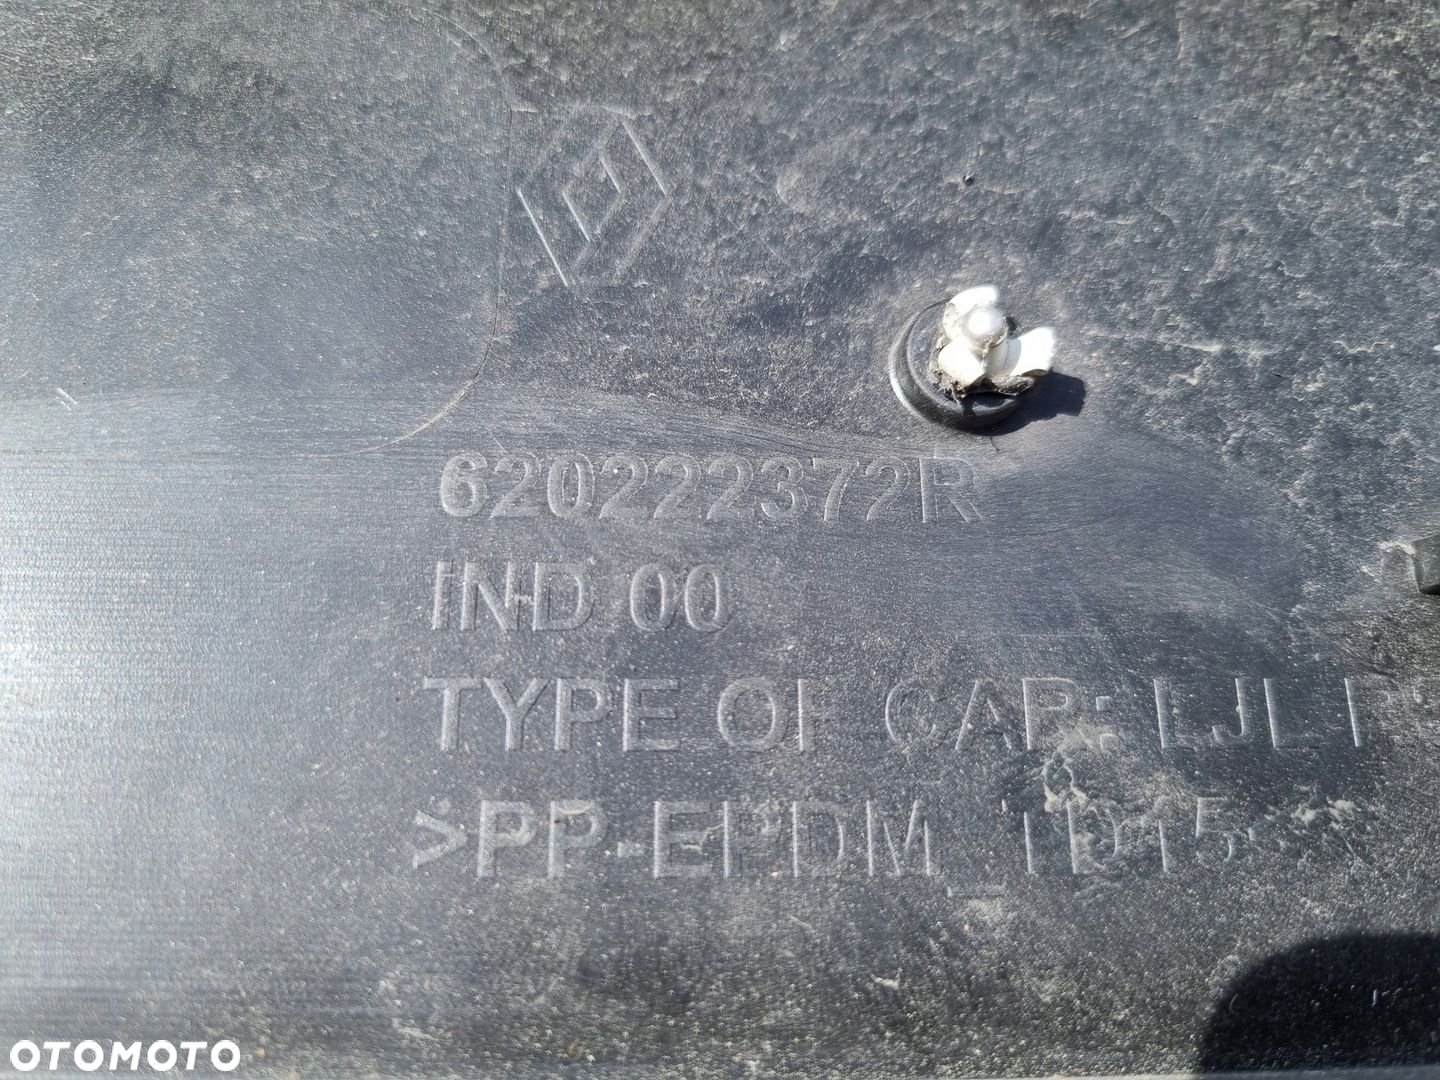 620222372R
IND 00
TYPE OF CAR: LJL
>PP-EPDM_TD15<
OTOMOTO